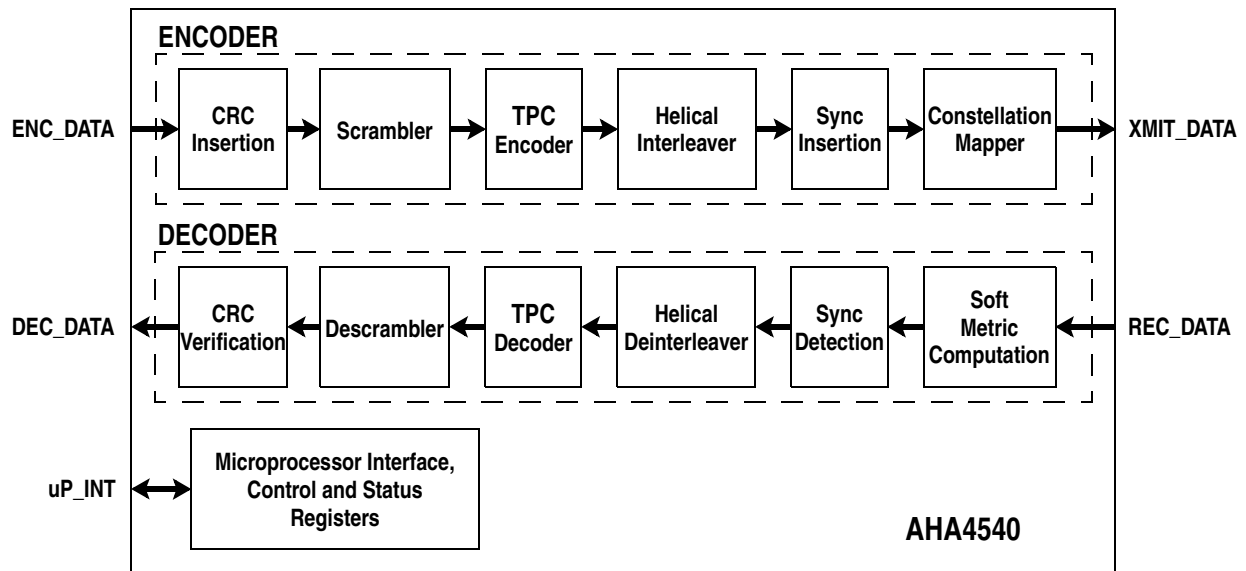 ENCODER
ENC_DATA
CRC
Insertion
Scrambler
TPC
Encoder
Helical
Interleaver
Sync
Insertion
Constellation
Mapper
XMIT_DATA
DECODER
DEC_DATA
CRC
Verification
Descrambler
TPC
Decoder
Helical
Deinterleaver
Sync
Detection
Soft
Metric
Computation
REC_DATA
uP_INT
Microprocessor Interface,
Control and Status
Registers
AHA4540